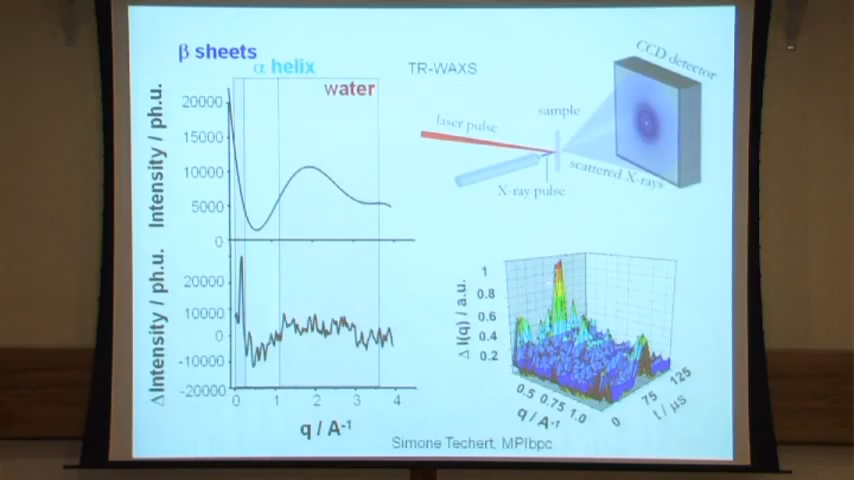 β sheets
α helix
water
TR-WAXS
CCD detector
sample
laser pulse
scattered X-rays
X-ray pulse
Intensity / ph.u.
20000
15000
10000
5000
0
Δ Intensity / ph.u.
20000
10000
0
-10000
-20000
0 1 2 3 4
q / A-1
Δ I(q) / a.u.
1
0.8
0.6
0.4
0.2
0.5 0.75 1.0
q / A-1
0 75 125
t / μs
Simone Techert, MPIbpc